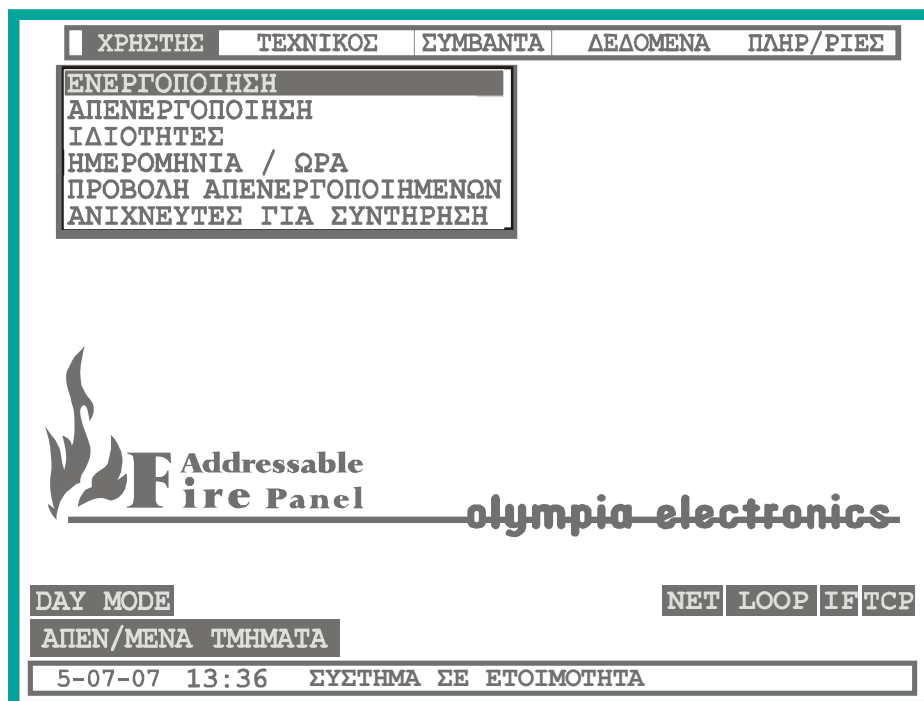 ΧΡΗΣΤΗΣ ΤΕΧΝΙΚΟΣ ΣΥΜΒΑΝΤΑ ΔΕΔΟΜΕΝΑ ΠΛΗΡ/ΡΙΕΣ
ΕΝΕΡΓΟΠΟΙΗΣΗ
ΑΠΕΝΕΡΓΟΠΟΙΗΣΗ
ΙΔΙΟΤΗΤΕΣ
ΗΜΕΡΟΜΗΝΙΑ / ΩΡΑ
ΠΡΟΒΟΛΗ ΑΠΕΝΕΡΓΟΠΟΙΗΜΕΝΩΝ
ΑΝΙΧΝΕΥΤΕΣ ΓΙΑ ΣΥΝΤΗΡΗΣΗ
Addressable
Fire Panel
olympia electronics
DAY MODE NET LOOP IF TCP
ΑΠΕΝ/ΜΕΝΑ ΤΜΗΜΑΤΑ
5-07-07 13:36 ΣΥΣΤΗΜΑ ΣΕ ΕΤΟΙΜΟΤΗΤΑ